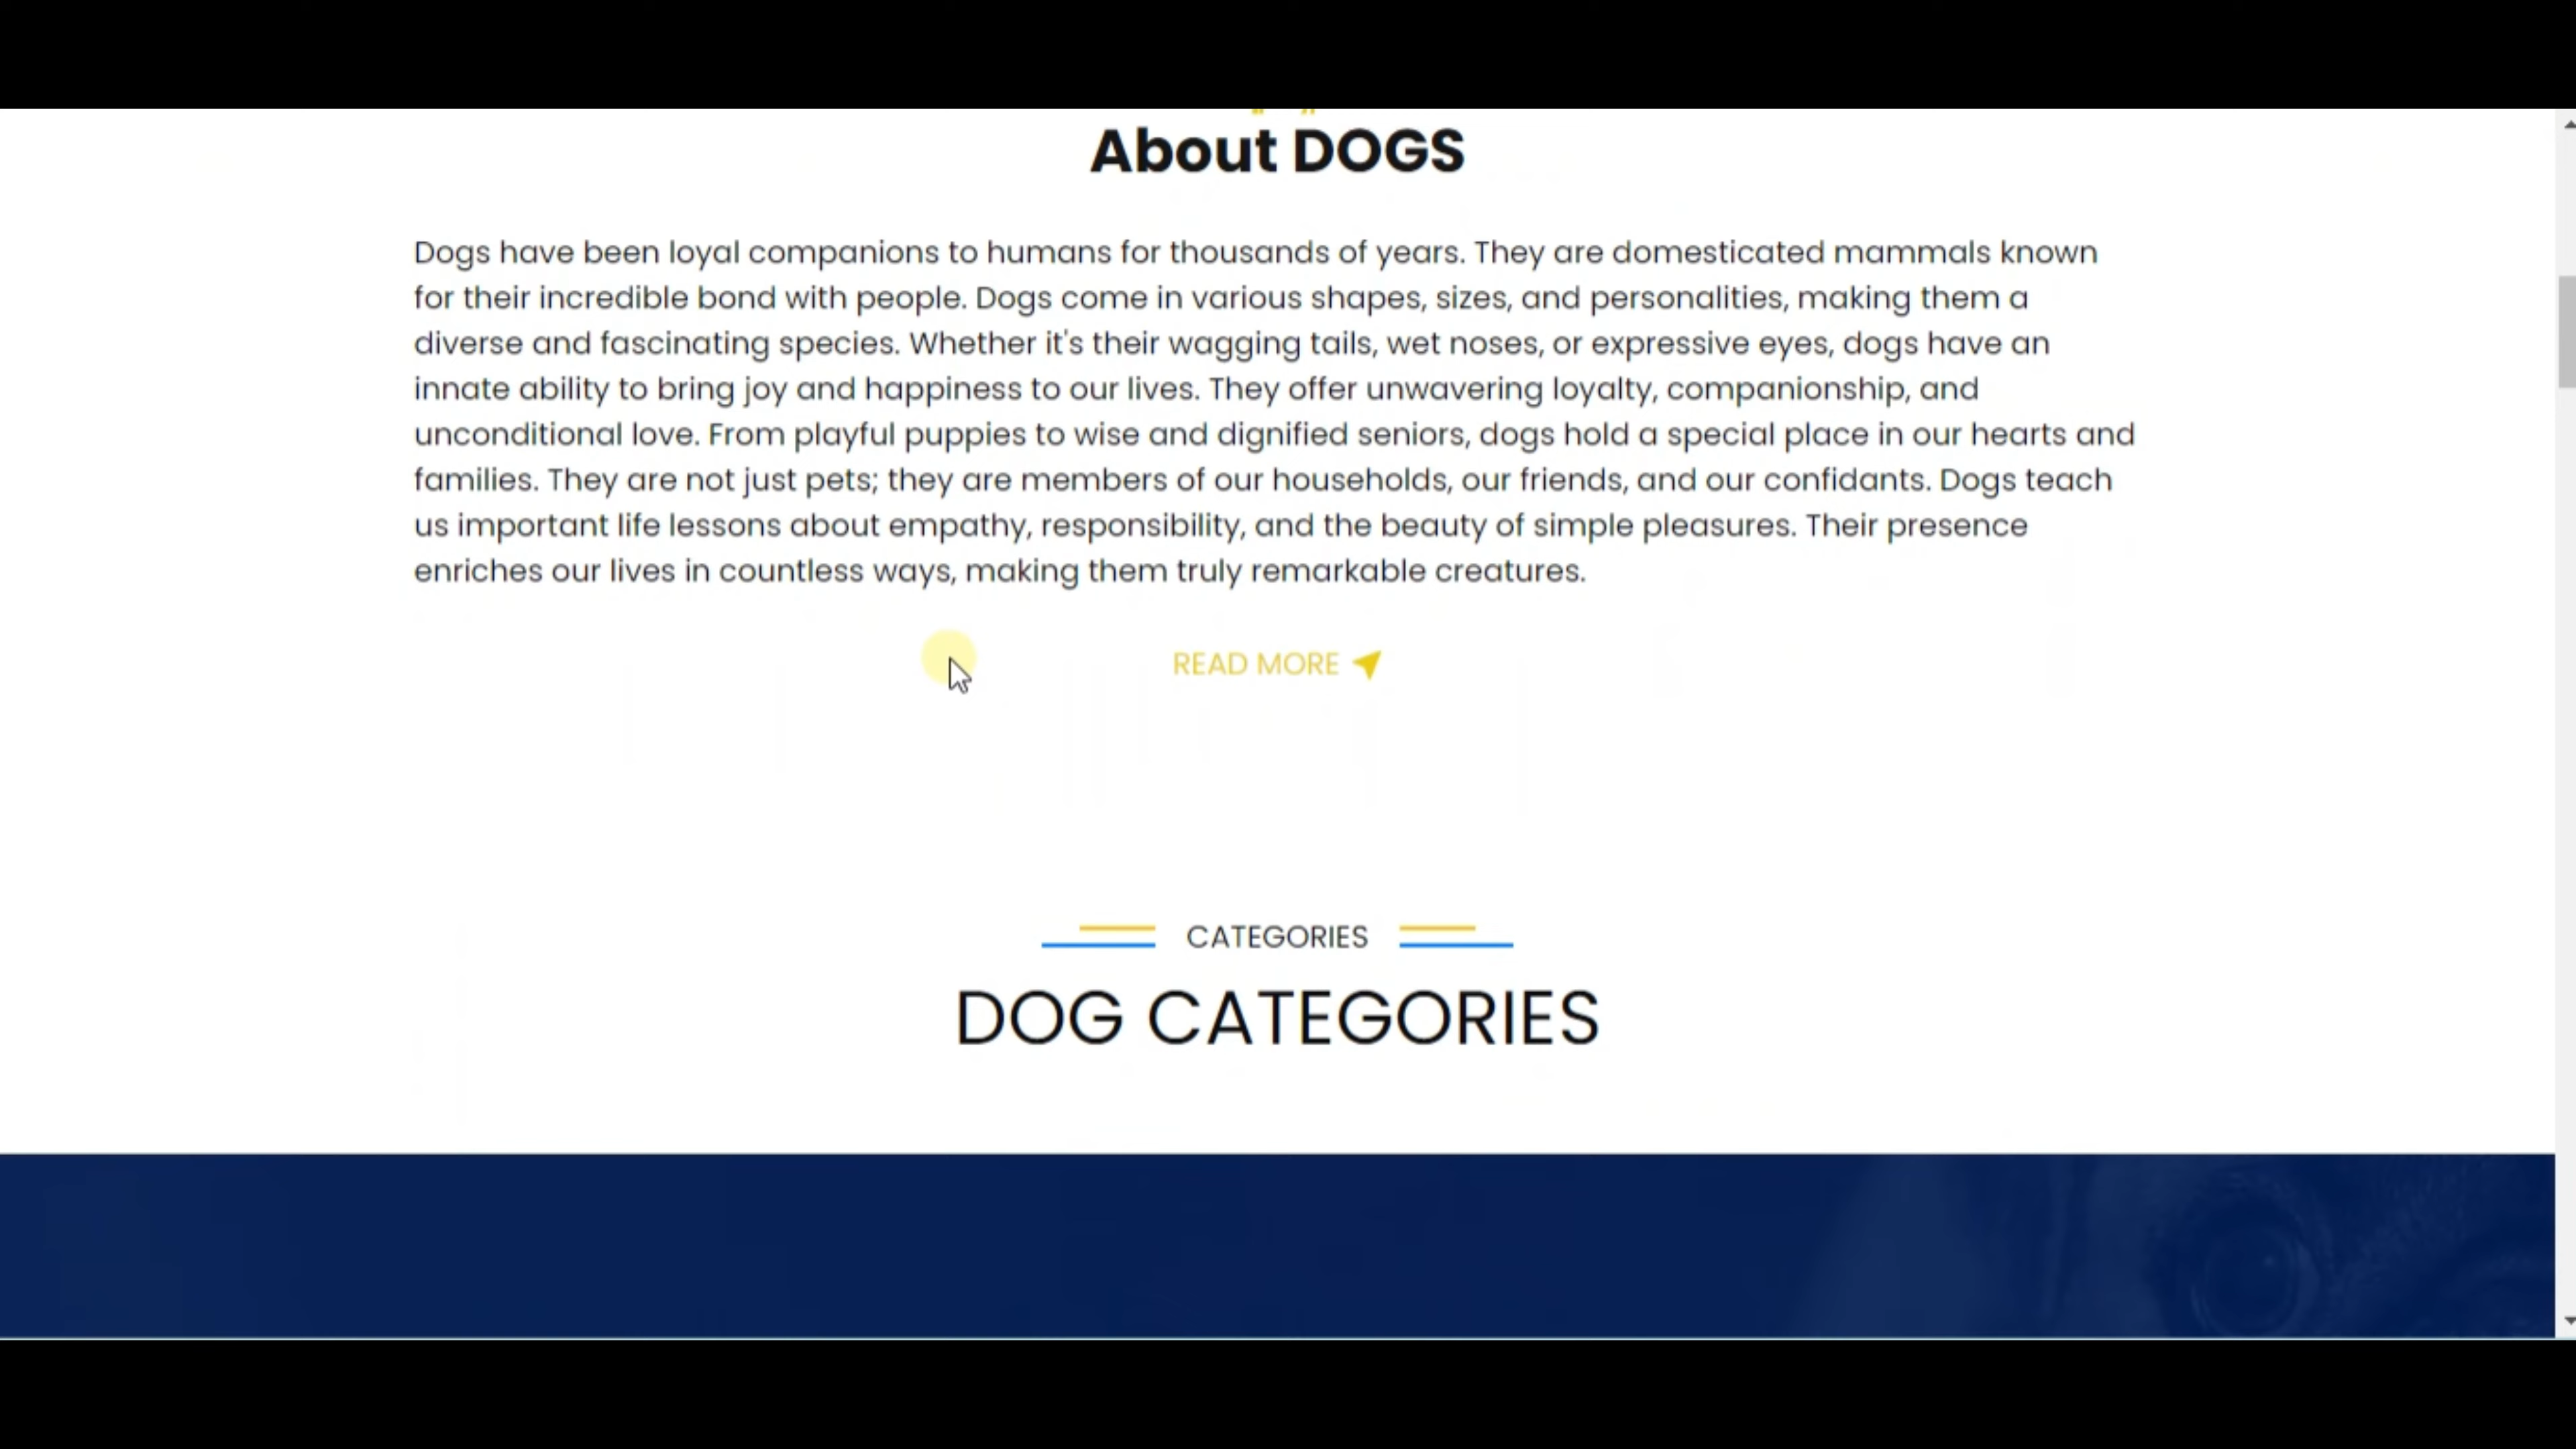 About DOGS
Dogs have been loyal companions to humans for thousands of years. They are domesticated mammals known
for their incredible bond with people. Dogs come in various shapes, sizes, and personalities, making them a
diverse and fascinating species. Whether it's their wagging tails, wet noses, or expressive eyes, dogs have an
innate ability to bring joy and happiness to our lives. They offer unwavering loyalty, companionship, and
unconditional love. From playful puppies to wise and dignified seniors, dogs hold a special place in our hearts and
families. They are not just pets; they are members of our households, our friends, and our confidants. Dogs teach
us important life lessons about empathy, responsibility, and the beauty of simple pleasures. Their presence
enriches our lives in countless ways, making them truly remarkable creatures.
READ MORE
CATEGORIES
DOG CATEGORIES